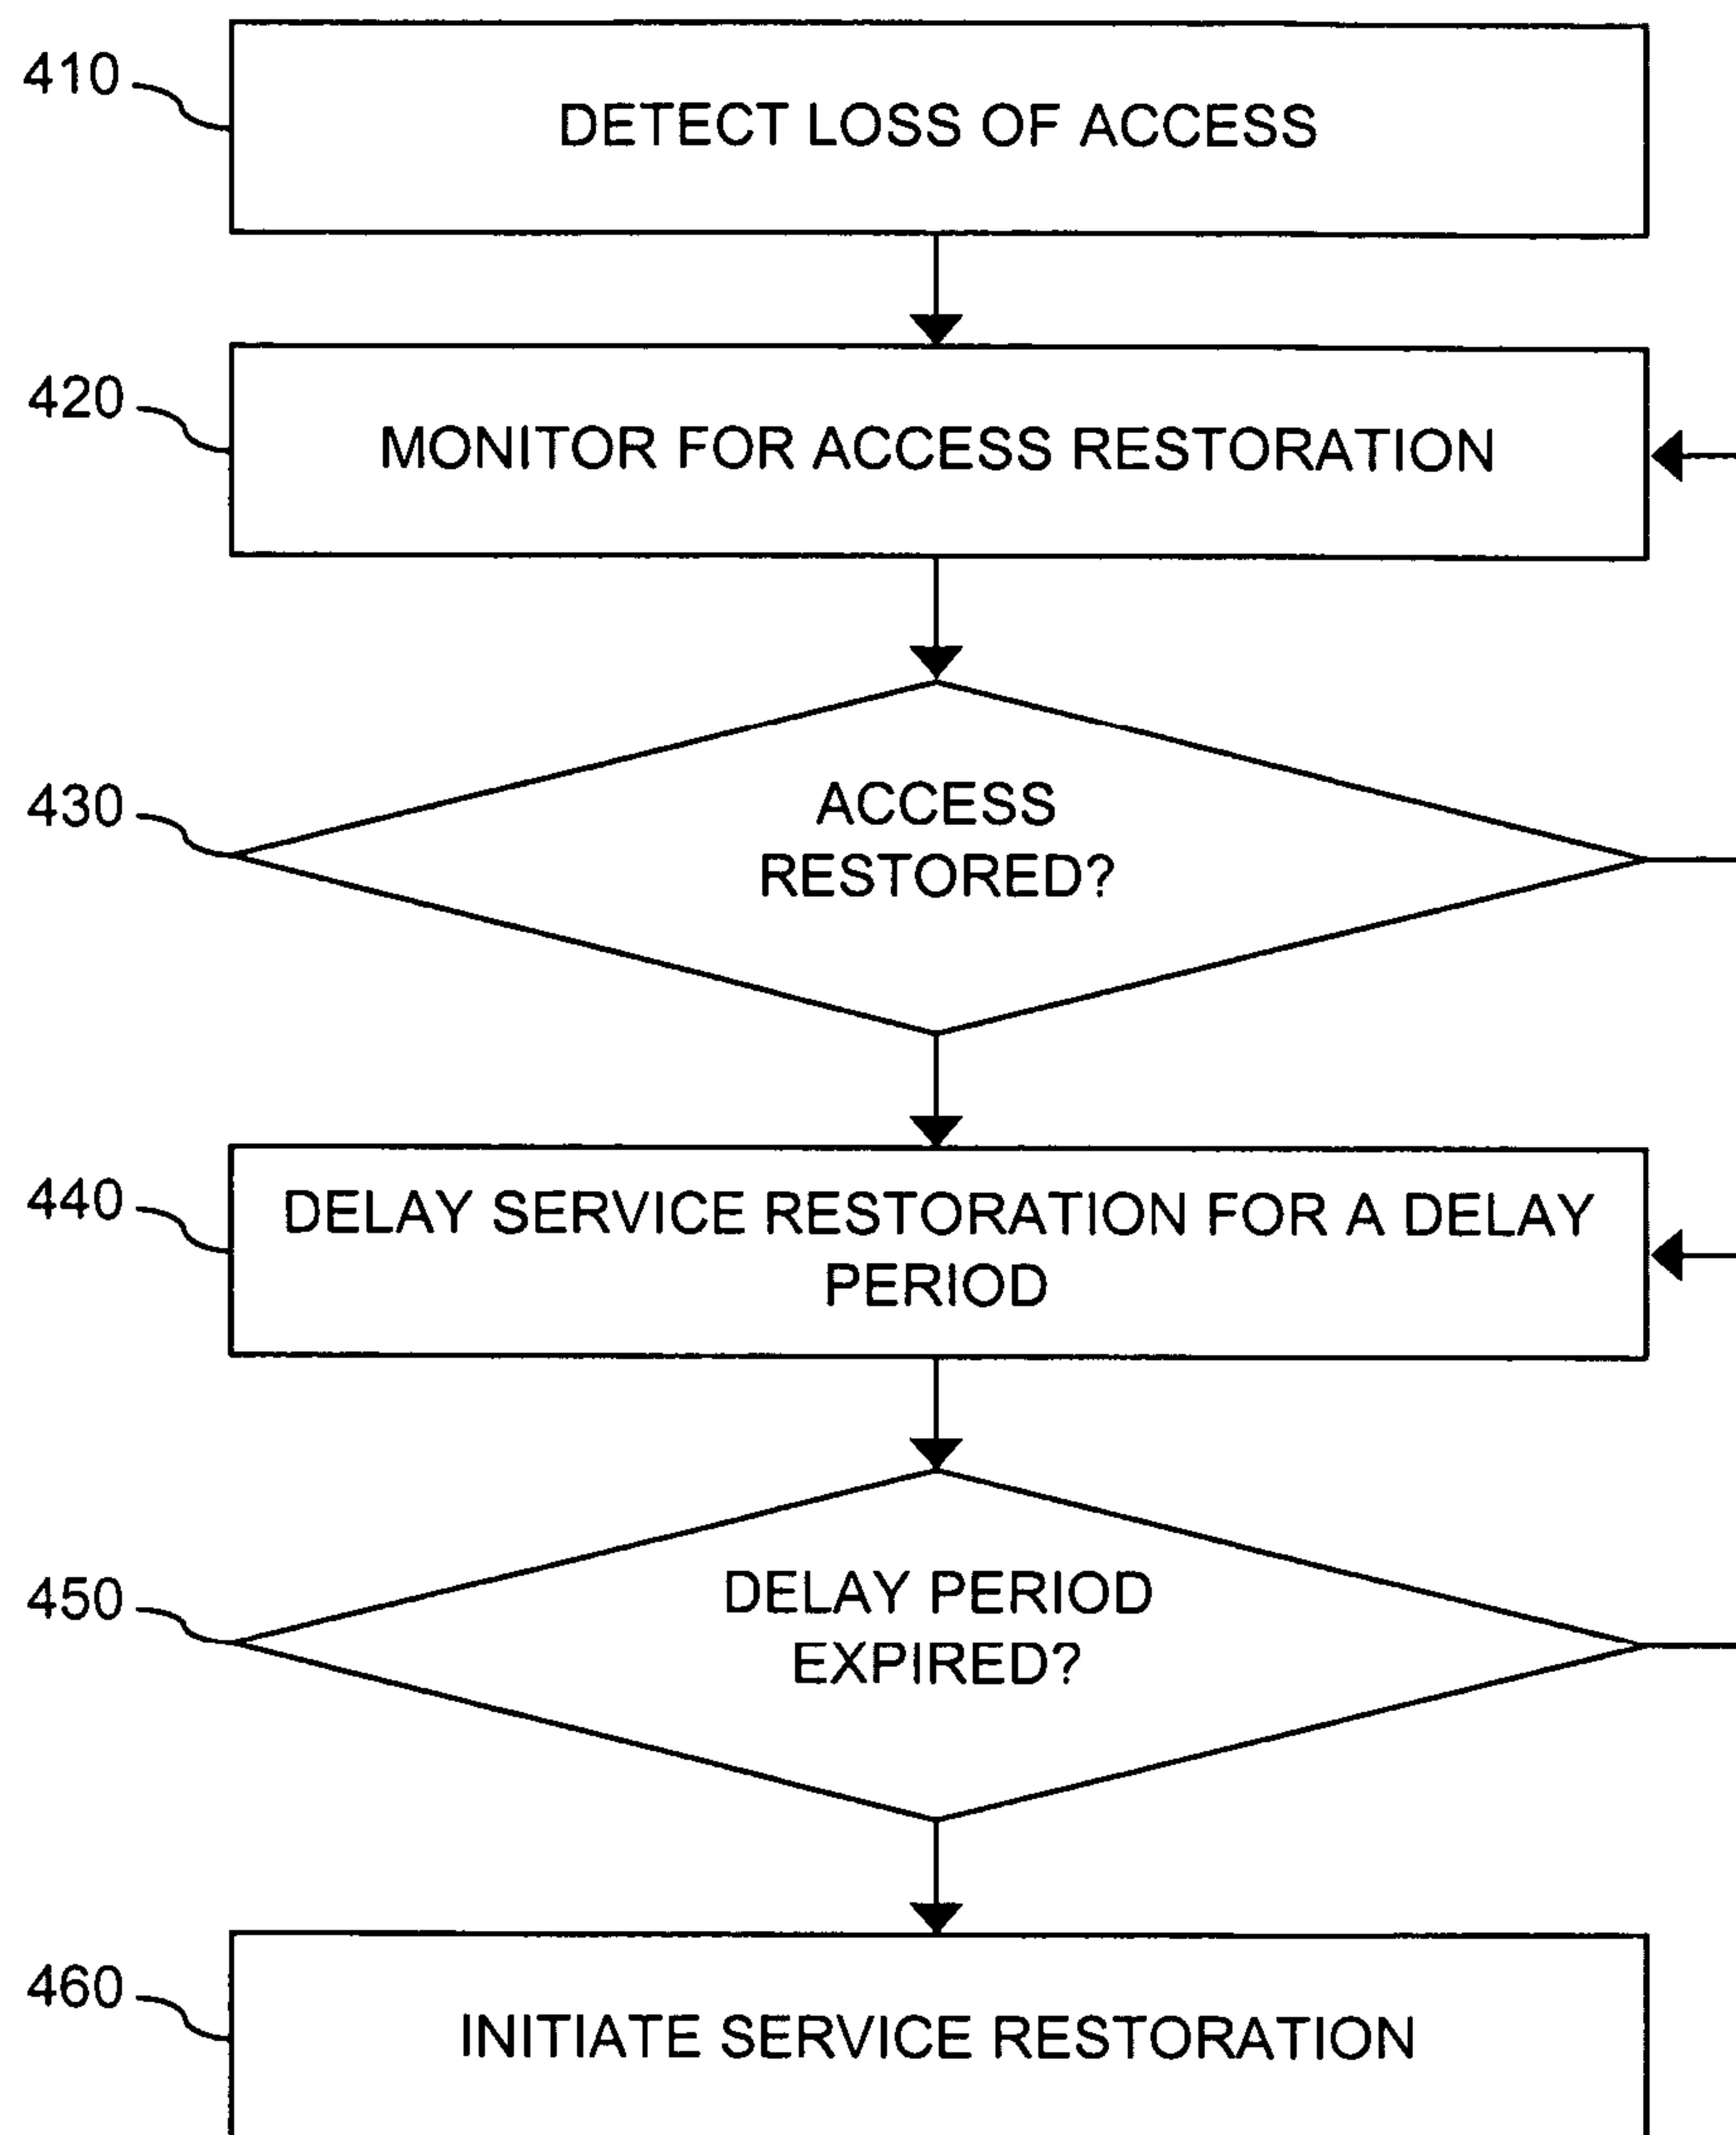 410
DETECT LOSS OF ACCESS
420
MONITOR FOR ACCESS RESTORATION
430
ACCESS
RESTORED?
440
DELAY SERVICE RESTORATION FOR A DELAY
PERIOD
450
DELAY PERIOD
EXPIRED?
460
INITIATE SERVICE RESTORATION